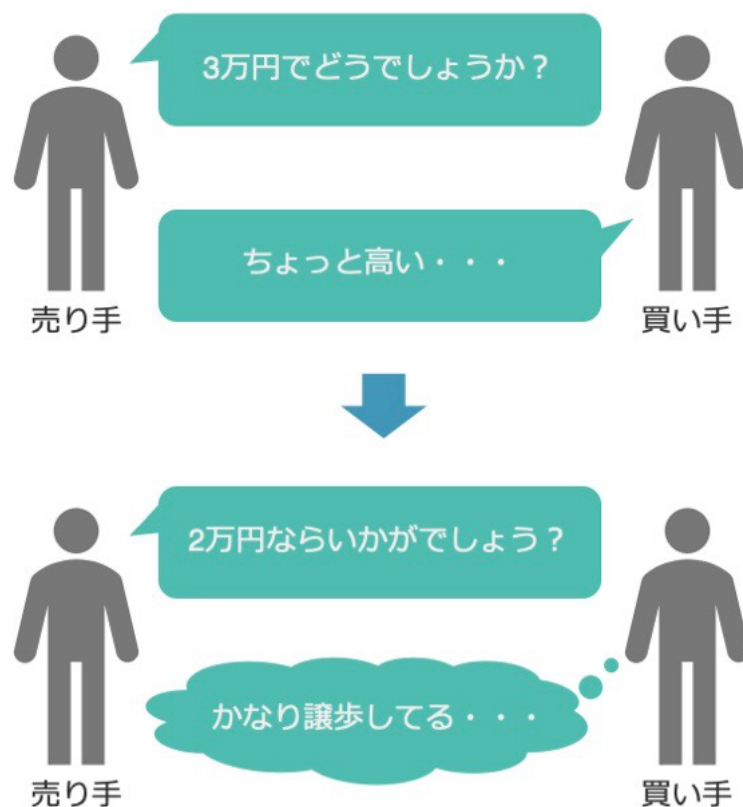 3万円でどうでしょうか？
ちょっと高い・・・
売り手
買い手
2万円ならいかがでしょう？
かなり譲歩してる・・・
売り手
買い手